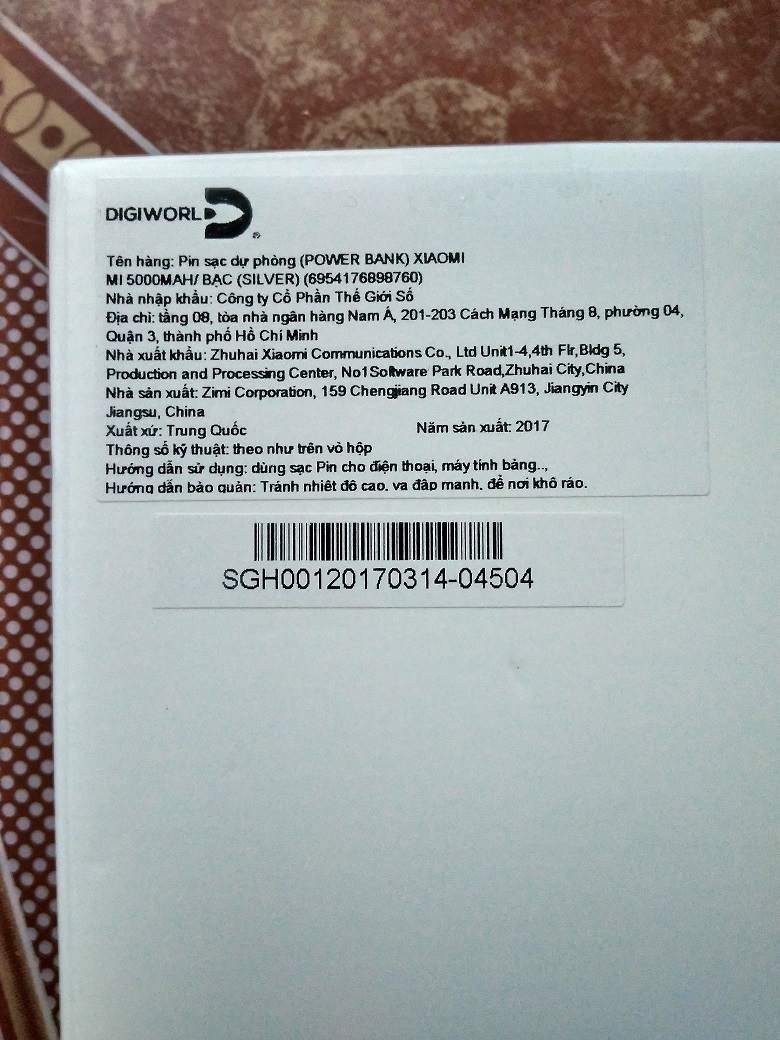 DIGIWORLD
Tên hàng: Pin sạc dự phòng (POWER BANK) XIAOMI
MI 5000MAH/ BẠC (SILVER) (6954176898760)
Nhà nhập khẩu: Công ty Cổ Phần Thế Giới Số
Địa chỉ: tầng 08, tòa nhà ngân hàng Nam Á, 201-203 Cách Mạng Tháng 8, phường 04,
Quận 3, thành phố Hồ Chí Minh
Nhà xuất khẩu: Zhuhai Xiaomi Communications Co., Ltd Unit1-4,4th Flr,Bldg 5,
Production and Processing Center, No1Software Park Road,Zhuhai City,China
Nhà sản xuất: Zimi Corporation, 159 Chengjiang Road Unit A913, Jiangyin City
Jiangsu, China
Xuất xứ: Trung Quốc Năm sản xuất: 2017
Thông số kỹ thuật: theo như trên vỏ hộp
Hướng dẫn sử dụng: dùng sạc Pin cho điện thoại, máy tính bảng..,
Hướng dẫn bảo quản: Tránh nhiệt độ cao, va đập mạnh, để nơi khô ráo.
SGH00120170314-04504